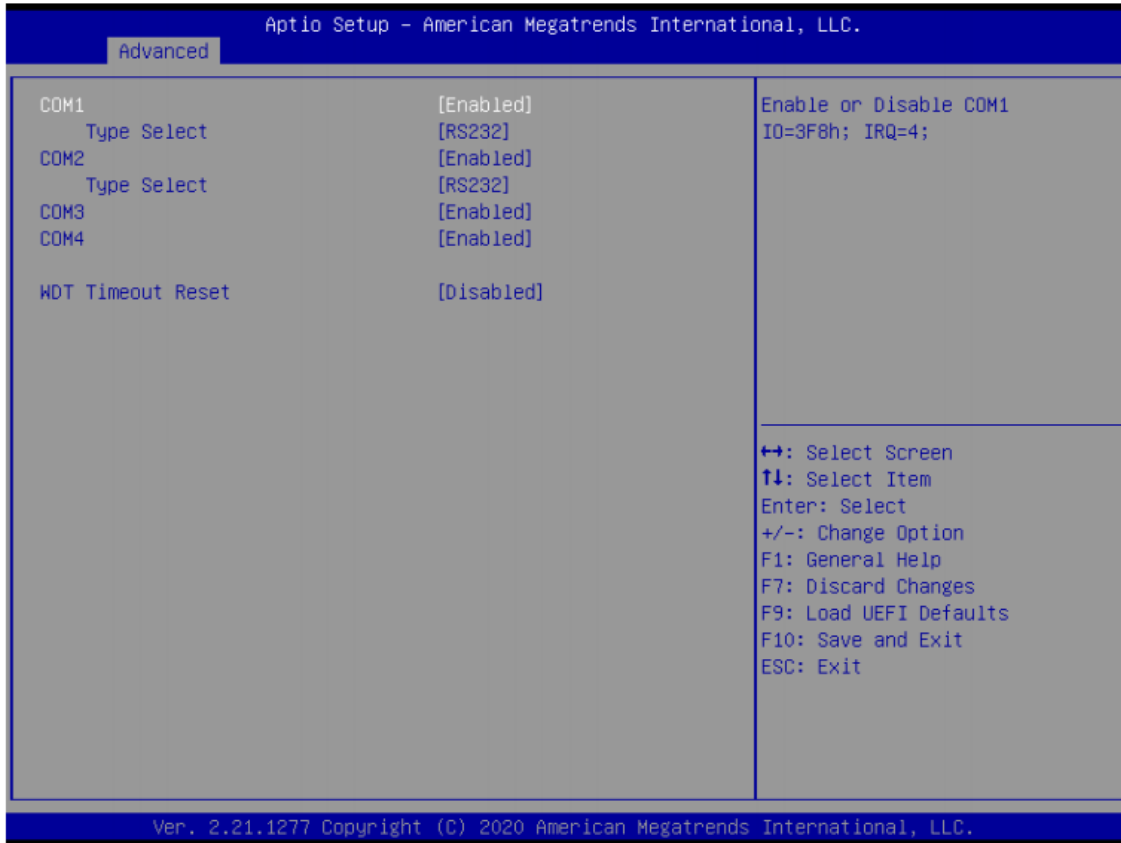 Aptio Setup – American Megatrends International, LLC.
Advanced
COM1 [Enabled]
Type Select [RS232]
COM2 [Enabled]
Type Select [RS232]
COM3 [Enabled]
COM4 [Enabled]
WDT Timeout Reset [Disabled]
Enable or Disable COM1
IO=3F8h; IRQ=4;
↔: Select Screen
↑↓: Select Item
Enter: Select
+/-: Change Option
F1: General Help
F7: Discard Changes
F9: Load UEFI Defaults
F10: Save and Exit
ESC: Exit
Ver. 2.21.1277 Copyright (C) 2020 American Megatrends International, LLC.